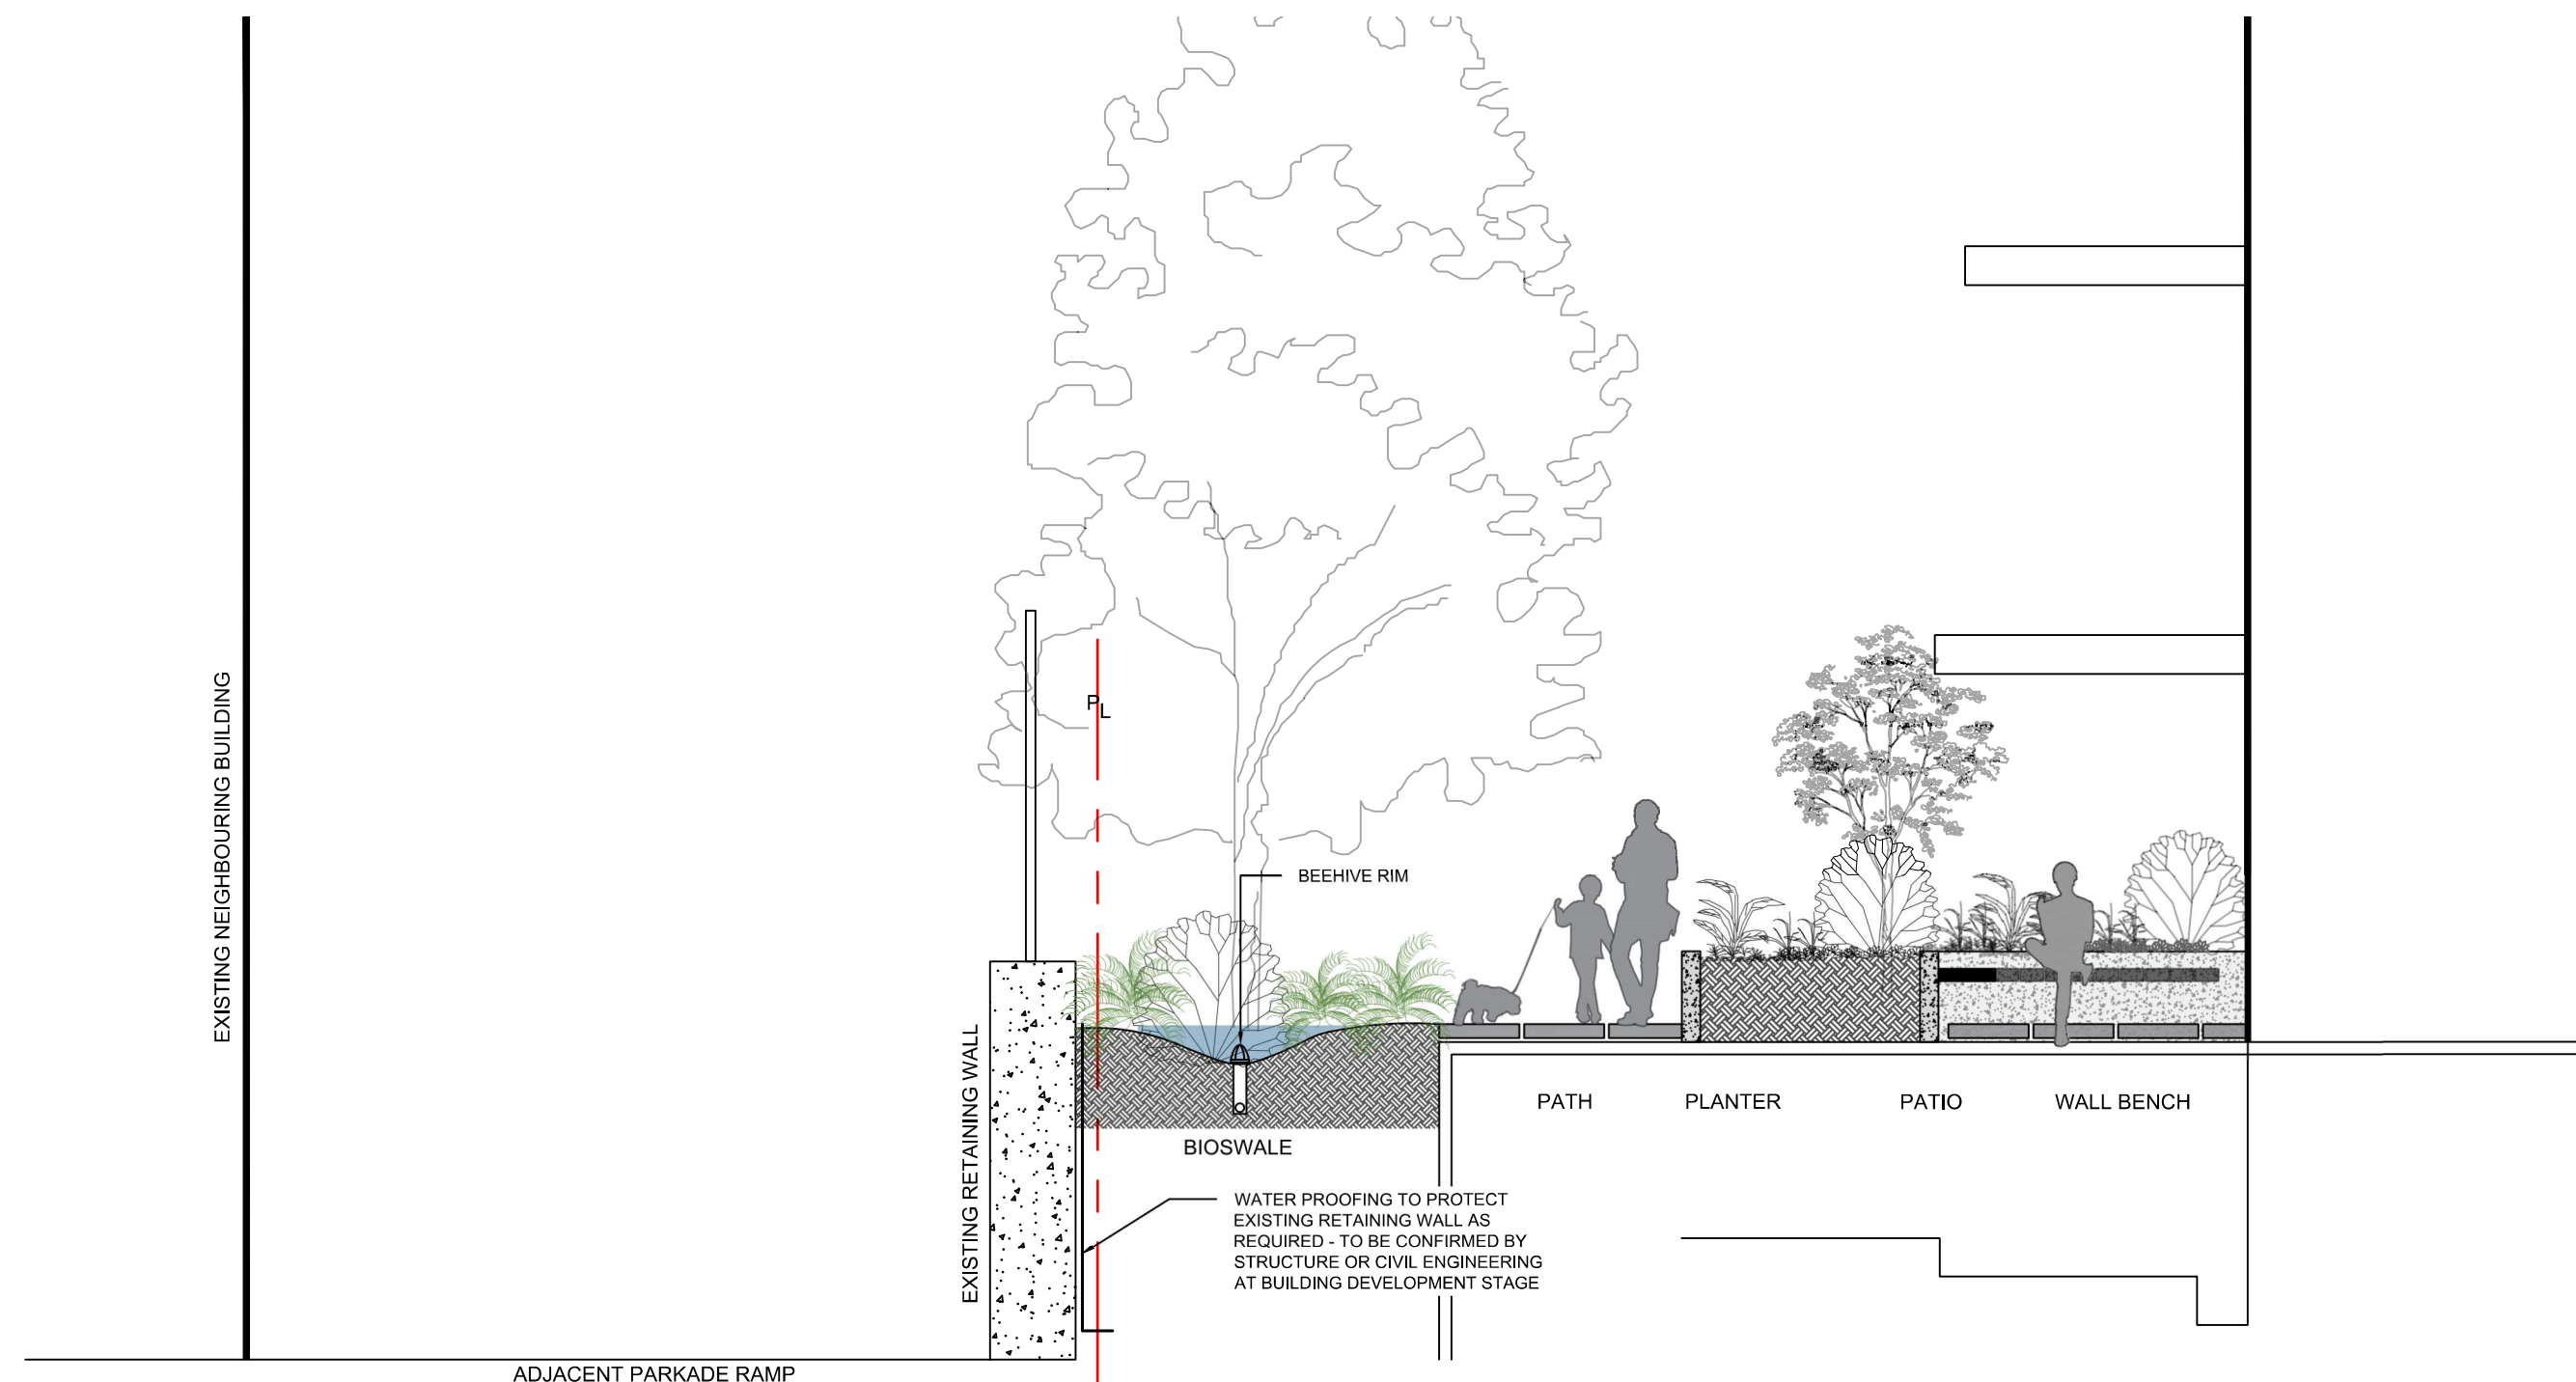 EXISTING NEIGHBOURING BUILDING
PL
BEEHIVE RIM
EXISTING RETAINING WALL
PATH
PLANTER
PATIO
WALL BENCH
BIOSWALE
WATER PROOFING TO PROTECT
EXISTING RETAINING WALL AS
REQUIRED - TO BE CONFIRMED BY
STRUCTURE OR CIVIL ENGINEERING
AT BUILDING DEVELOPMENT STAGE
ADJACENT PARKADE RAMP